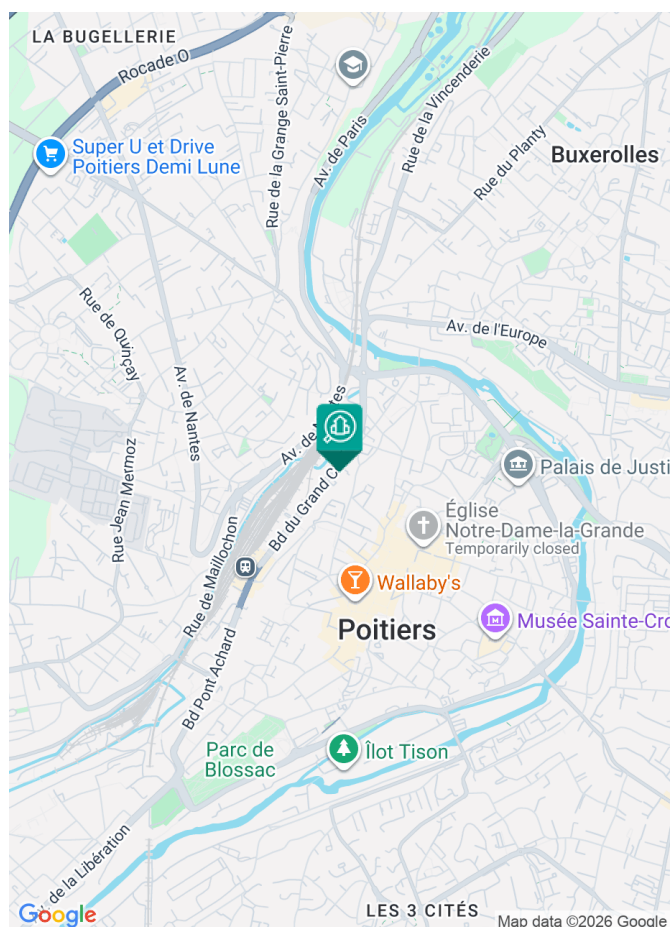 LA BUGELLERIE
Rocade O
Rue de la Grange Saint-Pierre
Av. de Paris
Rue de la Vincenderie
Rue du Planty
Buxerolles
Super U et Drive
Poitiers Demi Lune
Rue de Quinçay
Av. de Nantes
Av. de l'Europe
Av. de
tes
Rue Jean Mermoz
Bd du Grand C
Palais de Justi
Église
Notre-Dame-la-Grande
Temporarily closed
Rue de Maillochon
Wallaby's
Poitiers
Musée Sainte-Cro
Bd Pont Achard
Parc de
Blossac
Îlot Tison
de la Libération
LES 3 CITÉS
Google
Map data ©2026 Google